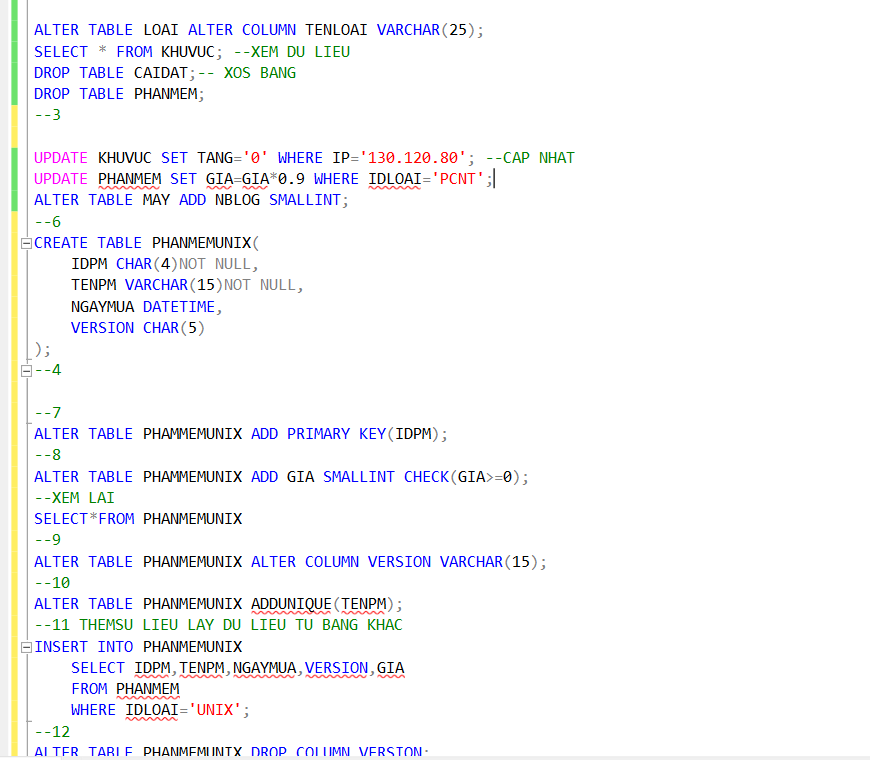 ALTER TABLE LOAI ALTER COLUMN TENLOAI VARCHAR(25);
SELECT * FROM KHUVUC; --XEM DU LIEU
DROP TABLE CAIDAT;-- XOS BANG
DROP TABLE PHANMEM;
--3
UPDATE KHUVUC SET TANG='0' WHERE IP='130.120.80'; --CAP NHAT
UPDATE PHANMEM SET GIA=GIA*0.9 WHERE IDLOAI='PCNT';
ALTER TABLE MAY ADD NBLOG SMALLINT;
--6
CREATE TABLE PHANMEMUNIX(
IDPM CHAR(4)NOT NULL,
TENPM VARCHAR(15)NOT NULL,
NGAYMUA DATETIME,
VERSION CHAR(5)
);
--4
--7
ALTER TABLE PHAMMEMUNIX ADD PRIMARY KEY(IDPM);
--8
ALTER TABLE PHAMMEMUNIX ADD GIA SMALLINT CHECK(GIA>=0);
--XEM LAI
SELECT*FROM PHANMEMUNIX
--9
ALTER TABLE PHANMEMUNIX ALTER COLUMN VERSION VARCHAR(15);
--10
ALTER TABLE PHANMEMUNIX ADDUNIQUE(TENPM);
--11 THEMSU LIEU LAY DU LIEU TU BANG KHAC
INSERT INTO PHANMEMUNIX
SELECT IDPM,TENPM,NGAYMUA,VERSION,GIA
FROM PHANMEM
WHERE IDLOAI='UNIX';
--12
ALTER TABLE PHANMEMUNIX DROP COLUMN VERSION;